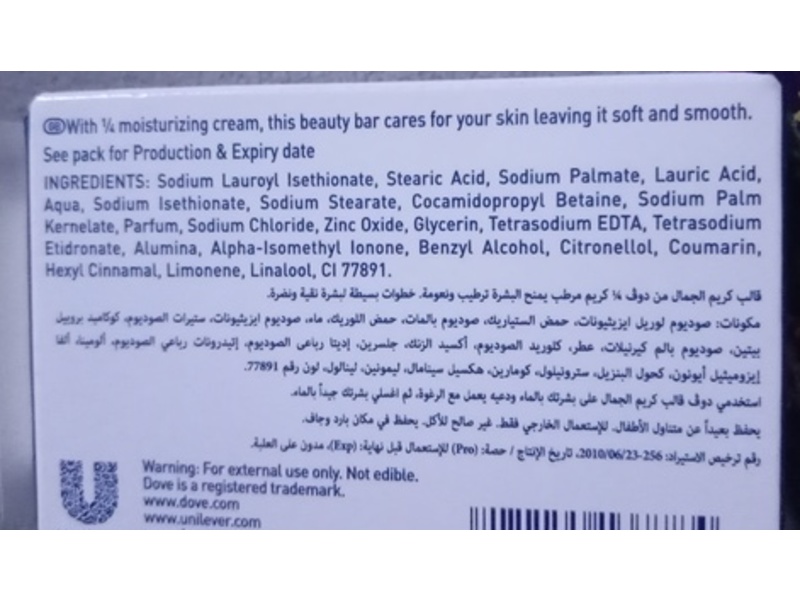 GB With ¼ moisturizing cream, this beauty bar cares for your skin leaving it soft and smooth.
See pack for Production & Expiry date
INGREDIENTS: Sodium Lauroyl Isethionate, Stearic Acid, Sodium Palmate, Lauric Acid,
Aqua, Sodium Isethionate, Sodium Stearate, Cocamidopropyl Betaine, Sodium Palm
Kernelate, Parfum, Sodium Chloride, Zinc Oxide, Glycerin, Tetrasodium EDTA, Tetrasodium
Etidronate, Alumina, Alpha-Isomethyl Ionone, Benzyl Alcohol, Citronellol, Coumarin,
Hexyl Cinnamal, Limonene, Linalool, CI 77891.
قالب كريم الجمال من دوڤ ¼ كريم مرطب يمنح البشرة ترطيب ونعومة. خطوات بسيطة لبشرة نقية ونضرة.
مكونات: صوديوم لوريل ايزيثيونات، حمض الستياريك، صوديوم بالمات، حمض اللوريك، ماء، صوديوم ايزيثيونات، ستيرات الصوديوم، كوكاميد بروبيل
بيتين، صوديوم بالم كيرنيلات، عطر، كلوريد الصوديوم، أكسيد الزنك، جلسرين، إديتا رباعى الصوديوم، إتيدرونات رباعي الصوديوم، ألومينا، ألفا
إيزوميثيل أيونون، كحول البنزيل، سترونيلول، كومارين، هكسيل سينامال، ليمونين، لينالول، لون رقم 77891.
استخدمي دوڤ قالب كريم الجمال على بشرتك بالماء ودعيه يعمل مع الرغوة، ثم اغسلي بشرتك جيداً بالماء.
يحفظ بعيداً عن متناول الأطفال. للإستعمال الخارجي فقط. غير صالح للأكل. يحفظ في مكان بارد وجاف.
رقم ترخيص الاستيراد: 256-2010/06/23، تاريخ الإنتاج / حصة: (Pro) للإستعمال قبل نهاية: (Exp)، مدون على العلبة.
Warning: For external use only. Not edible.
Dove is a registered trademark.
www.dove.com
www.unilever.com